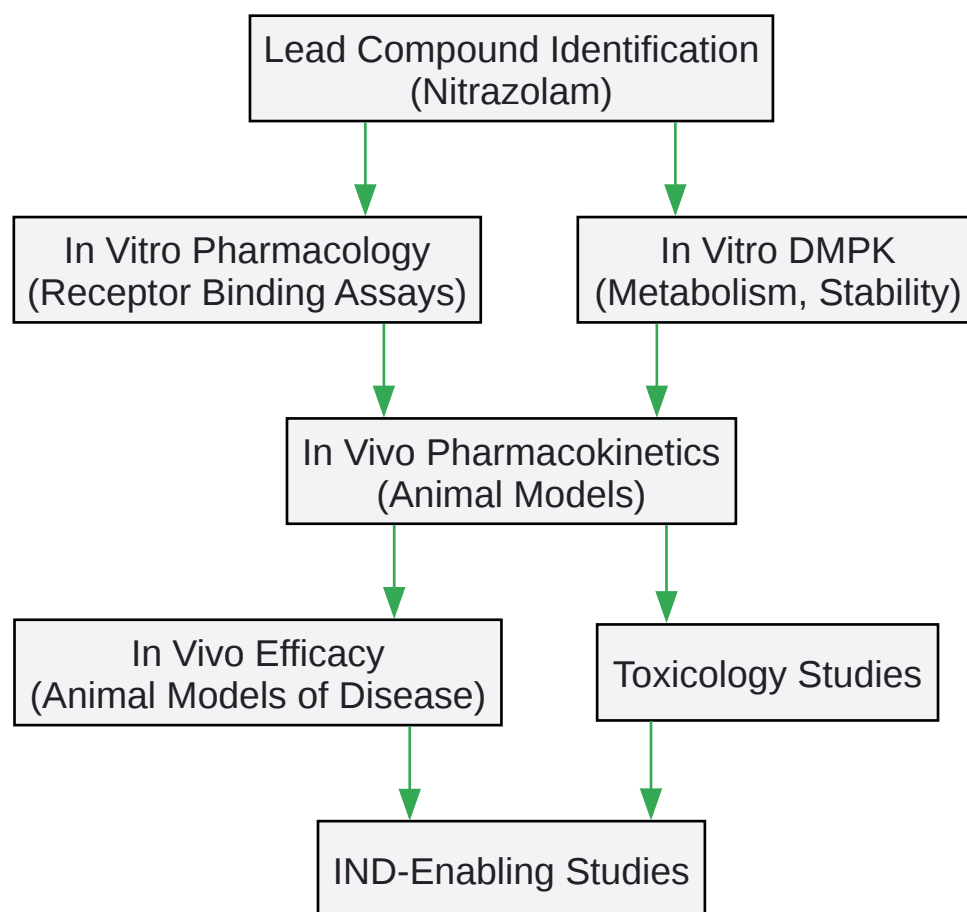 Lead Compound Identification
(Nitrazolam)
In Vitro Pharmacology
(Receptor Binding Assays)
In Vitro DMPK
(Metabolism, Stability)
In Vivo Pharmacokinetics
(Animal Models)
In Vivo Efficacy
(Animal Models of Disease)
Toxicology Studies
IND-Enabling Studies